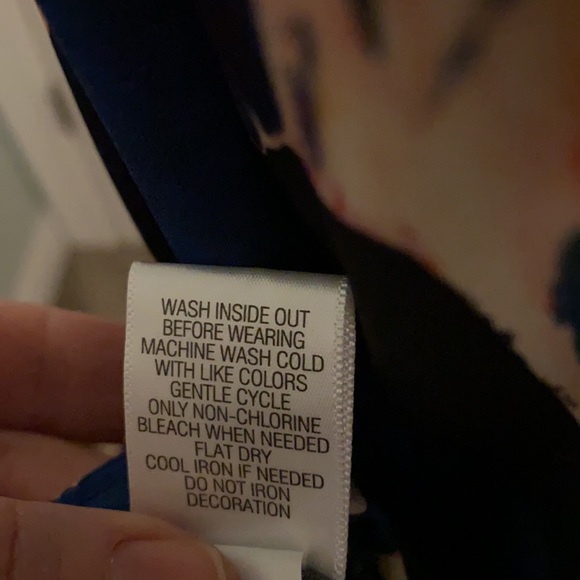 WASH INSIDE OUT
BEFORE WEARING
MACHINE WASH COLD
WITH LIKE COLORS
GENTLE CYCLE
ONLY NON-CHLORINE
BLEACH WHEN NEEDED
FLAT DRY
COOL IRON IF NEEDED
DO NOT IRON
DECORATION